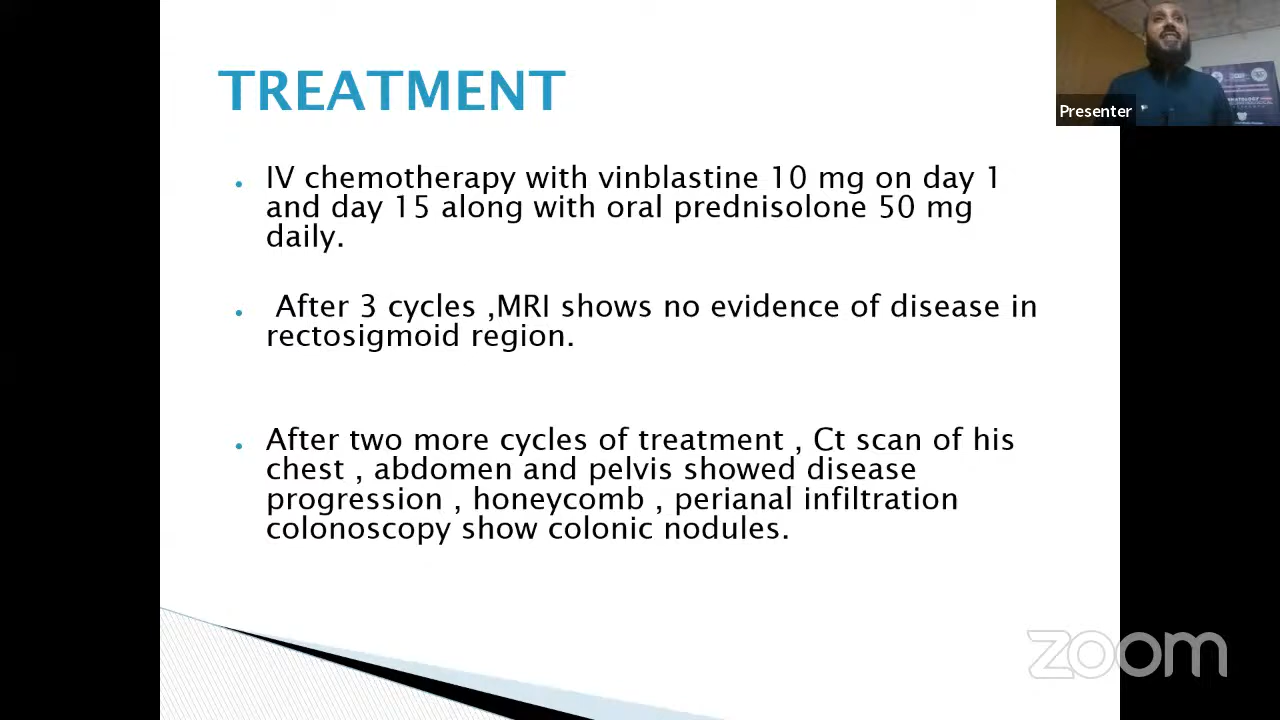 TREATMENT
Presenter
IV chemotherapy with vinblastine 10 mg on day 1
and day 15 along with oral prednisolone 50 mg
daily.
After 3 cycles ,MRI shows no evidence of disease in
rectosigmoid region.
After two more cycles of treatment , Ct scan of his
chest , abdomen and pelvis showed disease
progression , honeycomb , perianal infiltration
colonoscopy show colonic nodules.
zoom